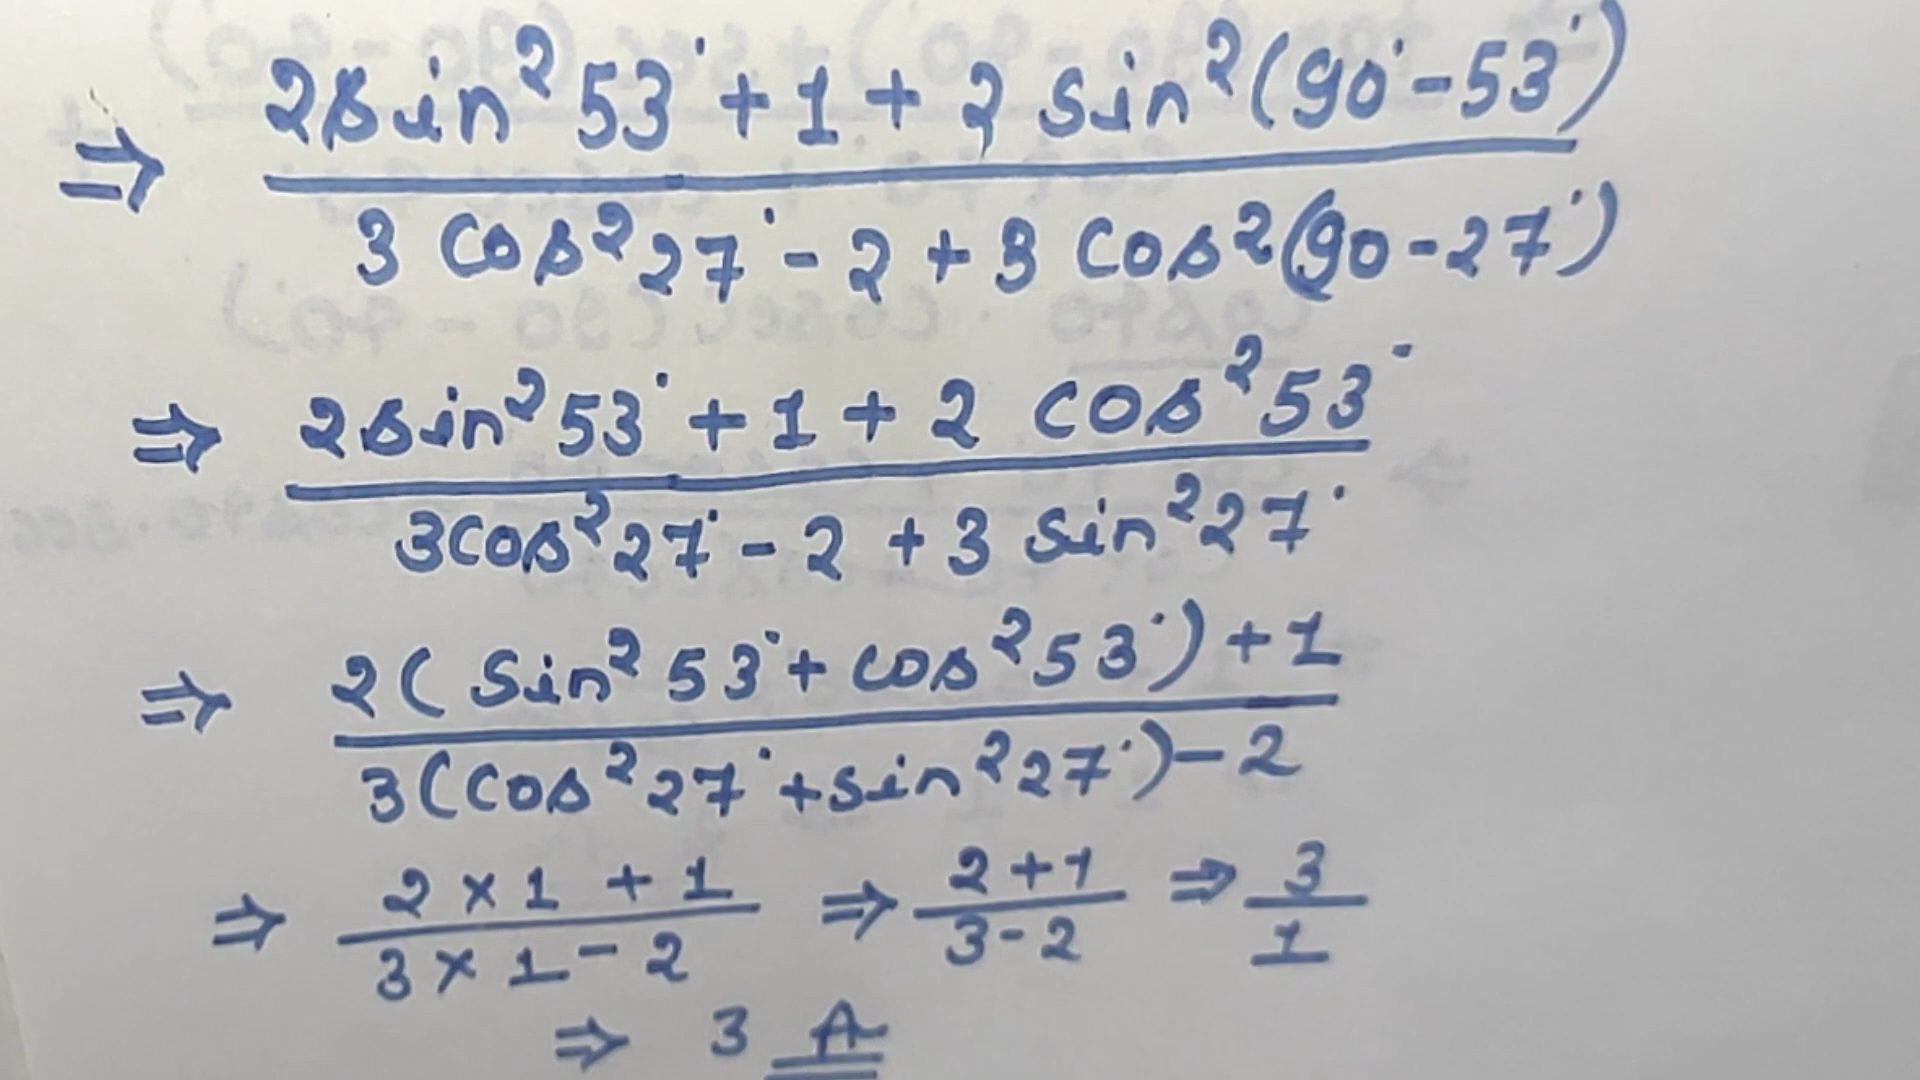 ⇒ 2sin²53° + 1 + 2 sin²(90° - 53°)
3 cos²27° - 2 + 3 cos²(90 - 27°)
⇒ 2sin²53° + 1 + 2 cos²53°
3cos²27° - 2 + 3 sin²27°
⇒ 2(sin²53° + cos²53°) + 1
3(cos²27° + sin²27°) - 2
⇒ 2 × 1 + 1 ⇒ 2 + 1 ⇒ 3
3 × 1 - 2 3 - 2 1
⇒ 3 A